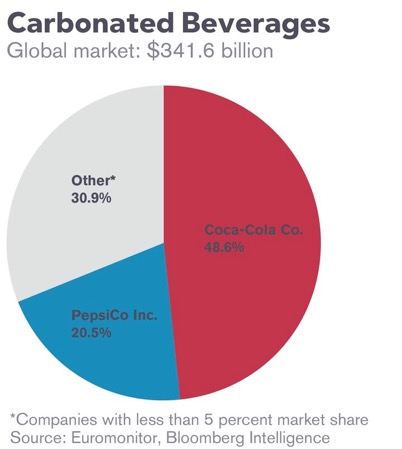 Carbonated Beverages
Global market: $341.6 billion
Other*
30.9%
Coca-Cola Co.
48.6%
PepsiCo Inc.
20.5%
*Companies with less than 5 percent market share
Source: Euromonitor, Bloomberg Intelligence